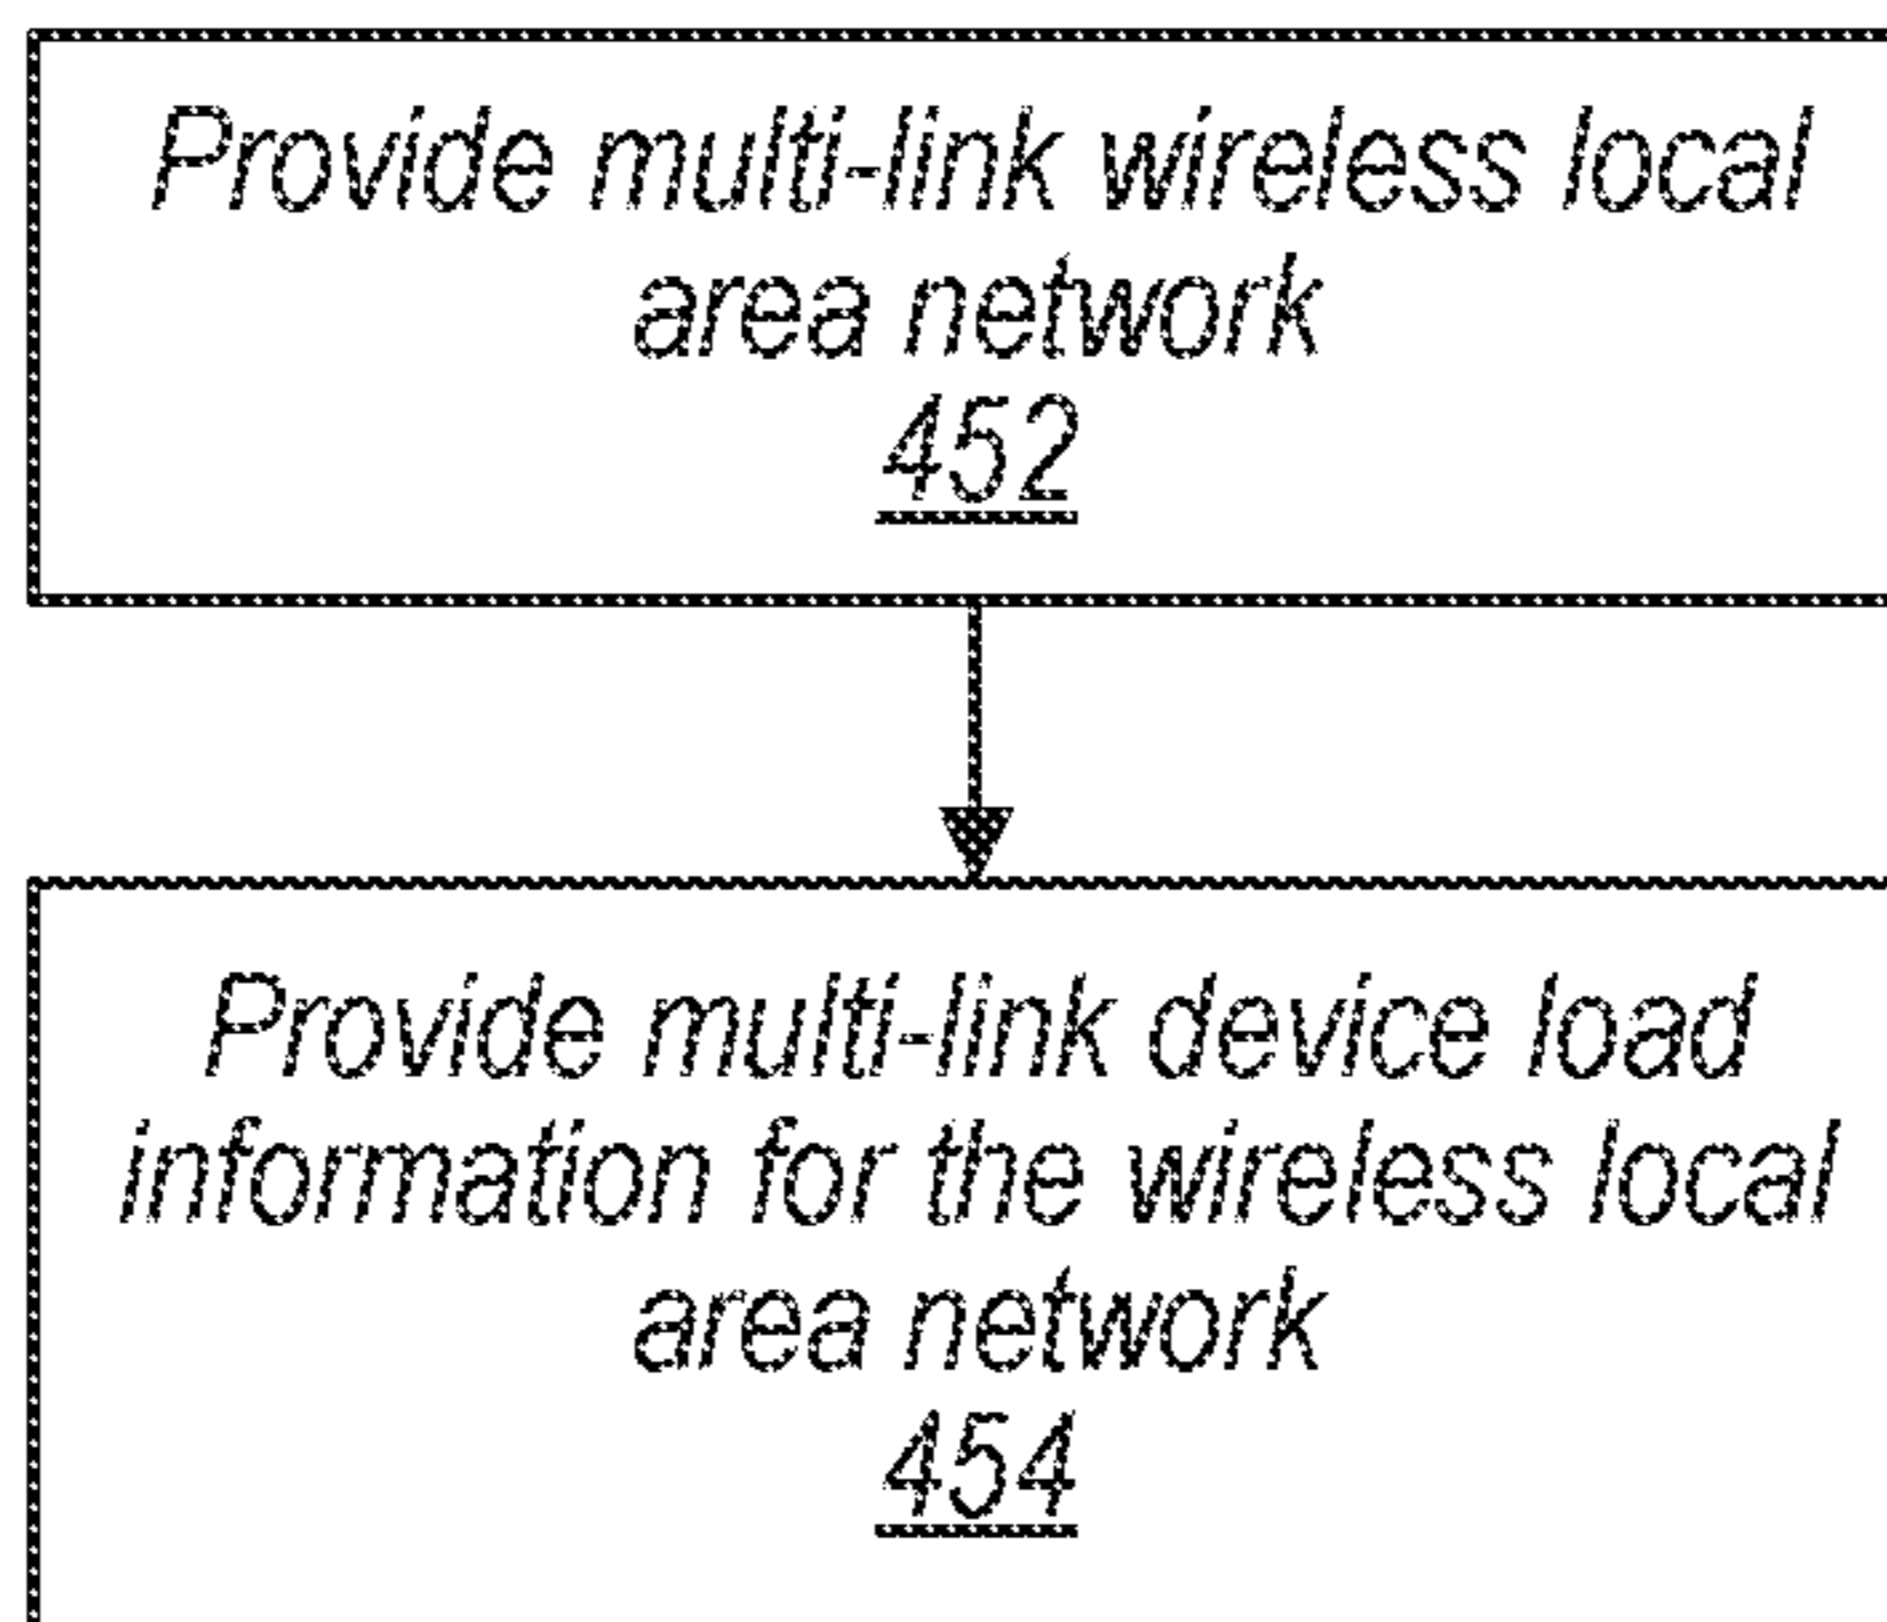 Provide multi-link wireless local
area network
452
Provide multi-link device load
information for the wireless local
area network
454